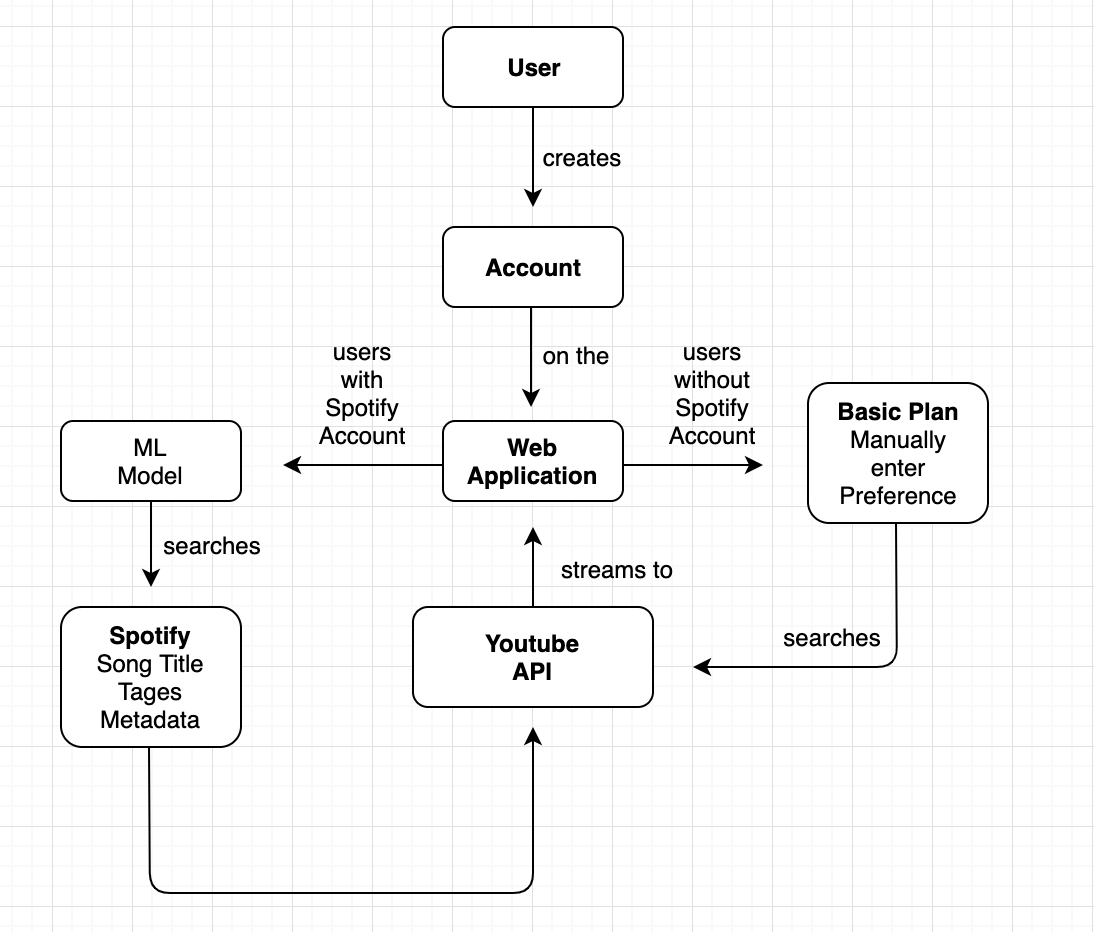 User
creates
Account
on the
users
with
Spotify
Account
users
without
Spotify
Account
Web
Application
ML
Model
Basic Plan
Manually
enter
Preference
searches
streams to
Spotify
Song Title
Tages
Metadata
Youtube
API
searches